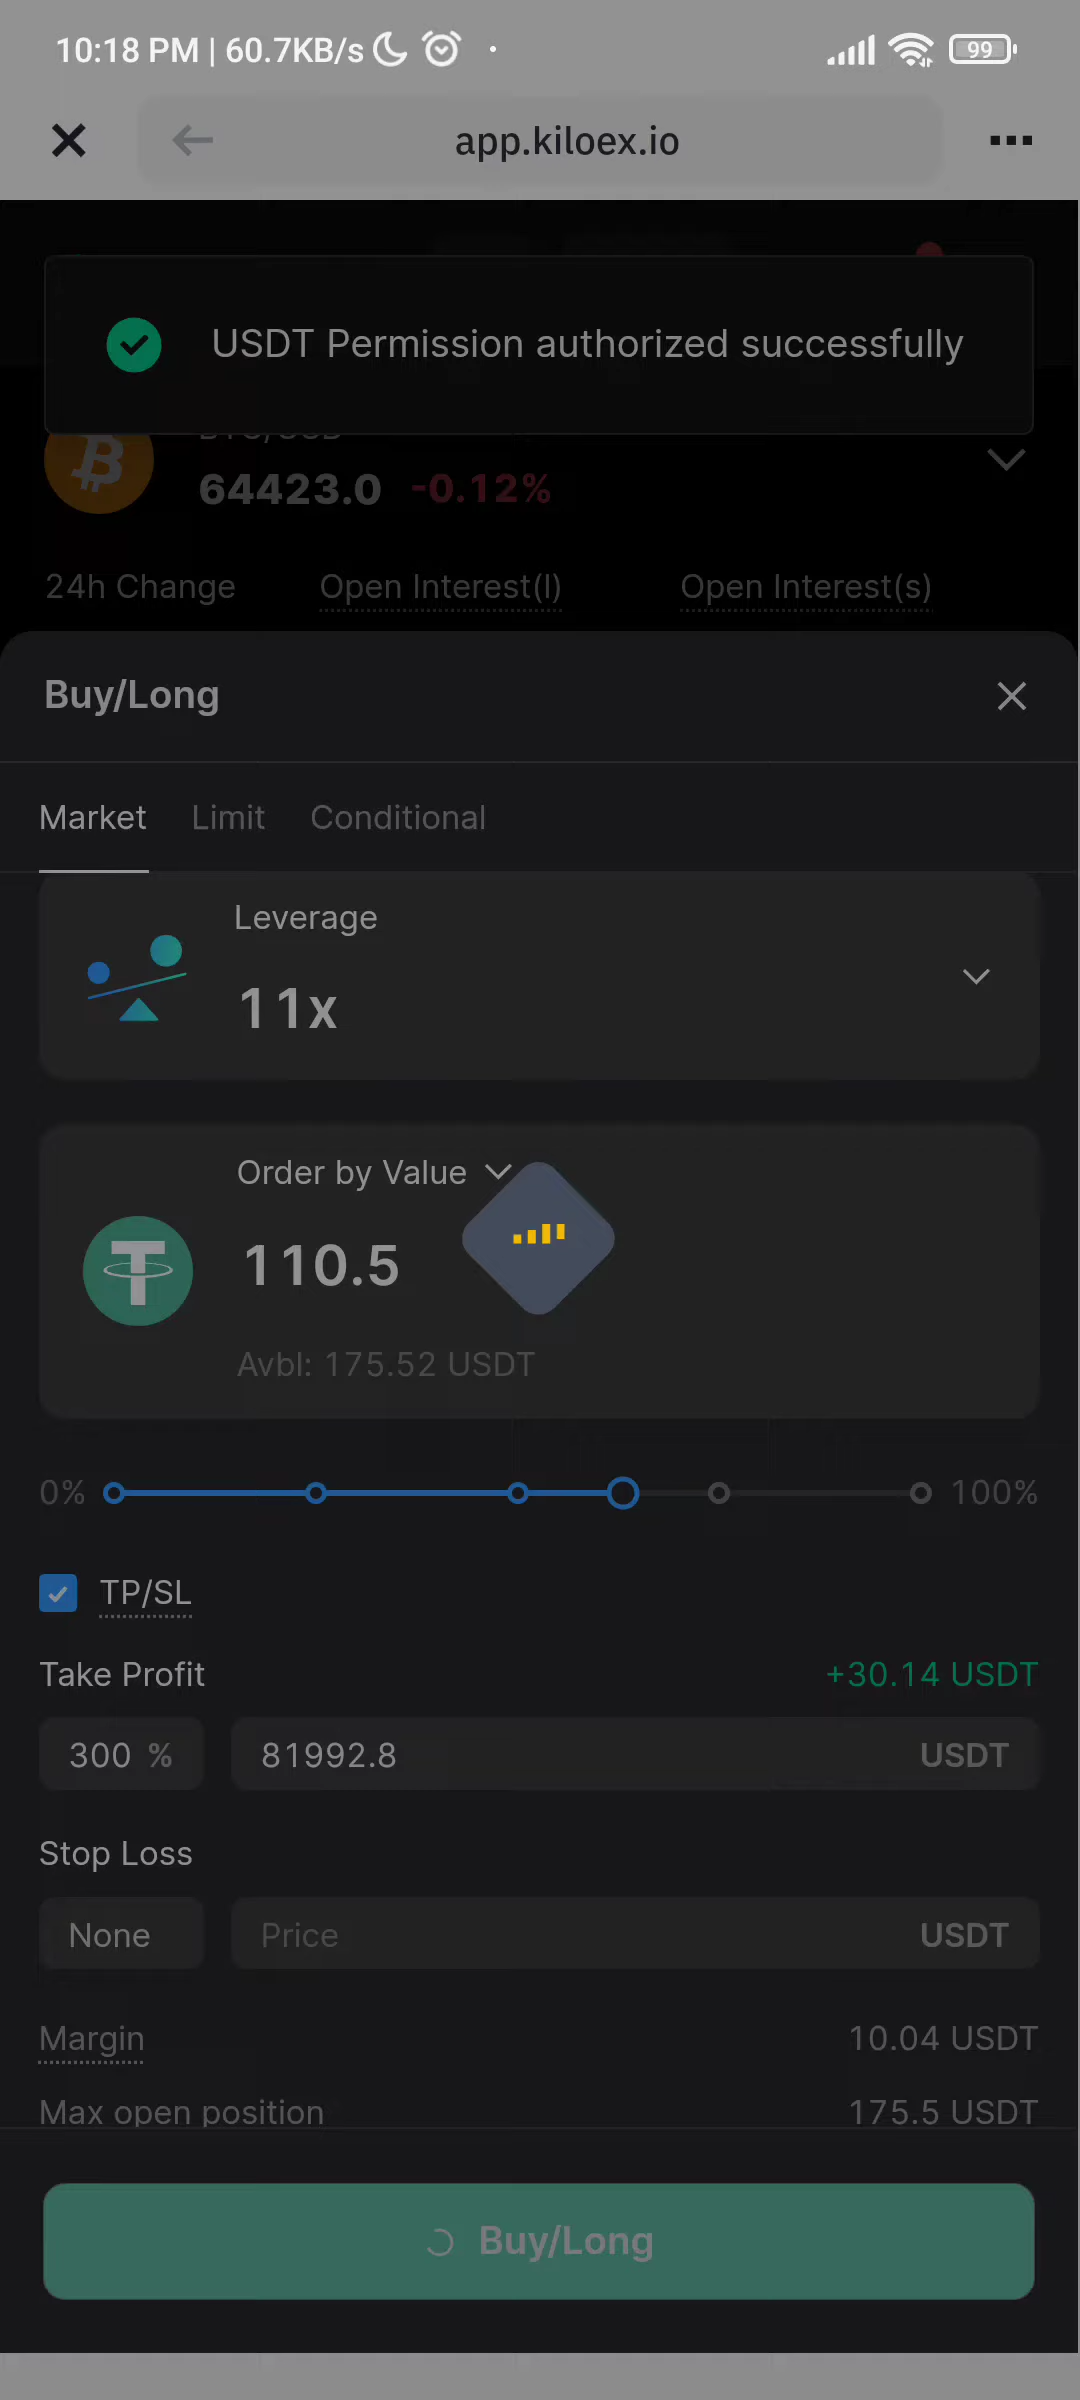 10:18 PM | 60.7KB/s
99
app.kiloex.io
USDT Permission authorized successfully
64423.0 -0.12%
24h Change Open Interest(l) Open Interest(s)
Buy/Long
Market Limit Conditional
Leverage
11x
Order by Value
110.5
Avbl: 175.52 USDT
0% 100%
TP/SL
Take Profit +30.14 USDT
300 % 81992.8 USDT
Stop Loss
None Price USDT
Margin 10.04 USDT
Max open position 175.5 USDT
Buy/Long